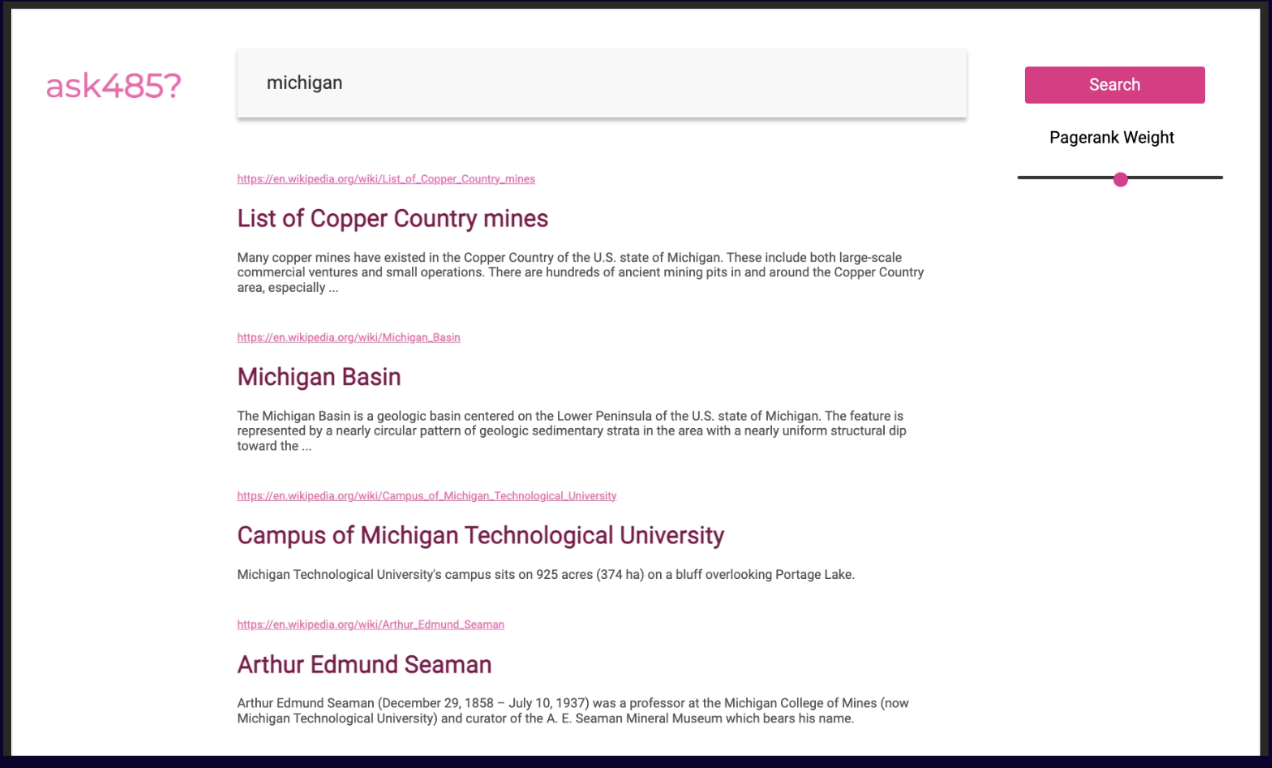 ask485?
michigan
Search
Pagerank Weight
https://en.wikipedia.org/wiki/List_of_Copper_Country_mines
List of Copper Country mines
Many copper mines have existed in the Copper Country of the U.S. state of Michigan. These include both large-scale
commercial ventures and small operations. There are hundreds of ancient mining pits in and around the Copper Country
area, especially ...
https://en.wikipedia.org/wiki/Michigan_Basin
Michigan Basin
The Michigan Basin is a geologic basin centered on the Lower Peninsula of the U.S. state of Michigan. The feature is
represented by a nearly circular pattern of geologic sedimentary strata in the area with a nearly uniform structural dip
toward the ...
https://en.wikipedia.org/wiki/Campus_of_Michigan_Technological_University
Campus of Michigan Technological University
Michigan Technological University's campus sits on 925 acres (374 ha) on a bluff overlooking Portage Lake.
https://en.wikipedia.org/wiki/Arthur_Edmund_Seaman
Arthur Edmund Seaman
Arthur Edmund Seaman (December 29, 1858 – July 10, 1937) was a professor at the Michigan College of Mines (now
Michigan Technological University) and curator of the A. E. Seaman Mineral Museum which bears his name.